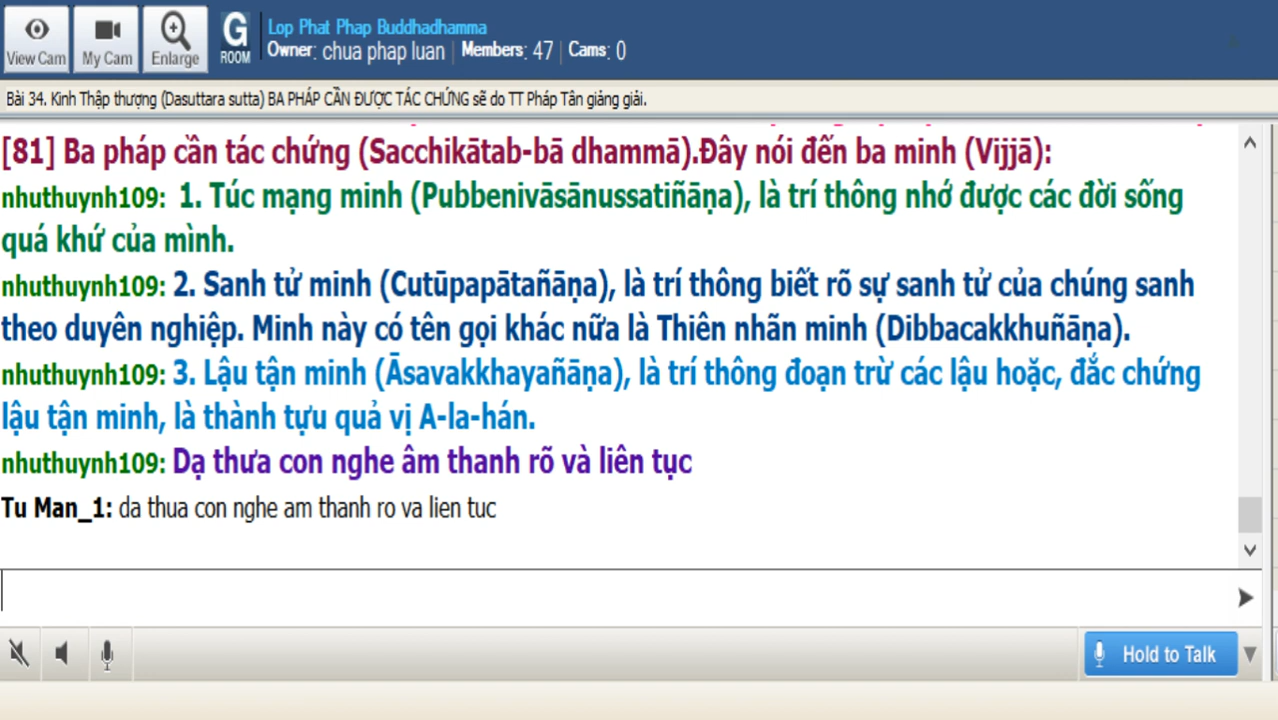 View Cam
My Cam
Enlarge
G
ROOM
Lop Phat Phap Buddhadhamma
Owner: chua phap luan | Members: 47 | Cams: 0
Bài 34. Kinh Thập thượng (Dasuttara sutta) BA PHÁP CẦN ĐƯỢC TÁC CHỨNG sẽ do TT Pháp Tân giảng giải.
[81] Ba pháp cần tác chứng (Sacchikātab-bā dhammā).Đây nói đến ba minh (Vijjā):
nhuthuynh109: 1. Túc mạng minh (Pubbenivāsānussatiñāṇa), là trí thông nhớ được các đời sống
quá khứ của mình.
nhuthuynh109: 2. Sanh tử minh (Cutūpapātañāṇa), là trí thông biết rõ sự sanh tử của chúng sanh
theo duyên nghiệp. Minh này có tên gọi khác nữa là Thiên nhãn minh (Dibbacakkhuñāṇa).
nhuthuynh109: 3. Lậu tận minh (Āsavakkhayañāṇa), là trí thông đoạn trừ các lậu hoặc, đắc chứng
lậu tận minh, là thành tựu quả vị A-la-hán.
nhuthuynh109: Dạ thưa con nghe âm thanh rõ và liên tục
Tu Man_1: da thua con nghe am thanh ro va lien tuc
Hold to Talk